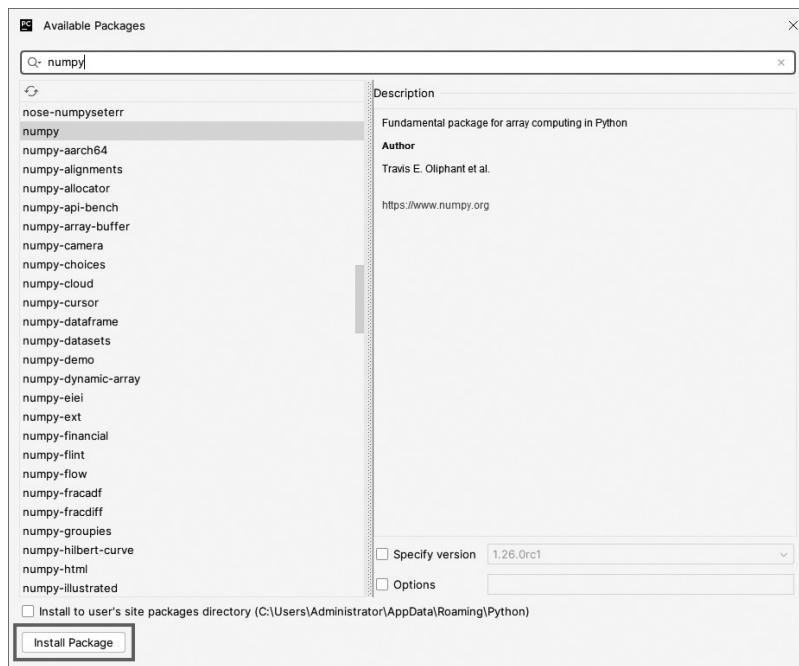 PC Available Packages
numpy
Description
nose-numpyseterr
numpy
numpy-aarch64
numpy-alignments
numpy-allocator
numpy-api-bench
numpy-array-buffer
numpy-camera
numpy-choices
numpy-cloud
numpy-cursor
numpy-dataframe
numpy-datasets
numpy-demo
numpy-dynamic-array
numpy-eiei
numpy-ext
numpy-financial
numpy-flint
numpy-flow
numpy-fracadf
numpy-fracdiff
numpy-groupies
numpy-hilbert-curve
numpy-html
numpy-illustrated
Fundamental package for array computing in Python
Author
Travis E. Oliphant et al.
https://www.numpy.org
Specify version 1.26.0rc1
Options
Install to user's site packages directory (C:\Users\Administrator\AppData\Roaming\Python)
Install Package